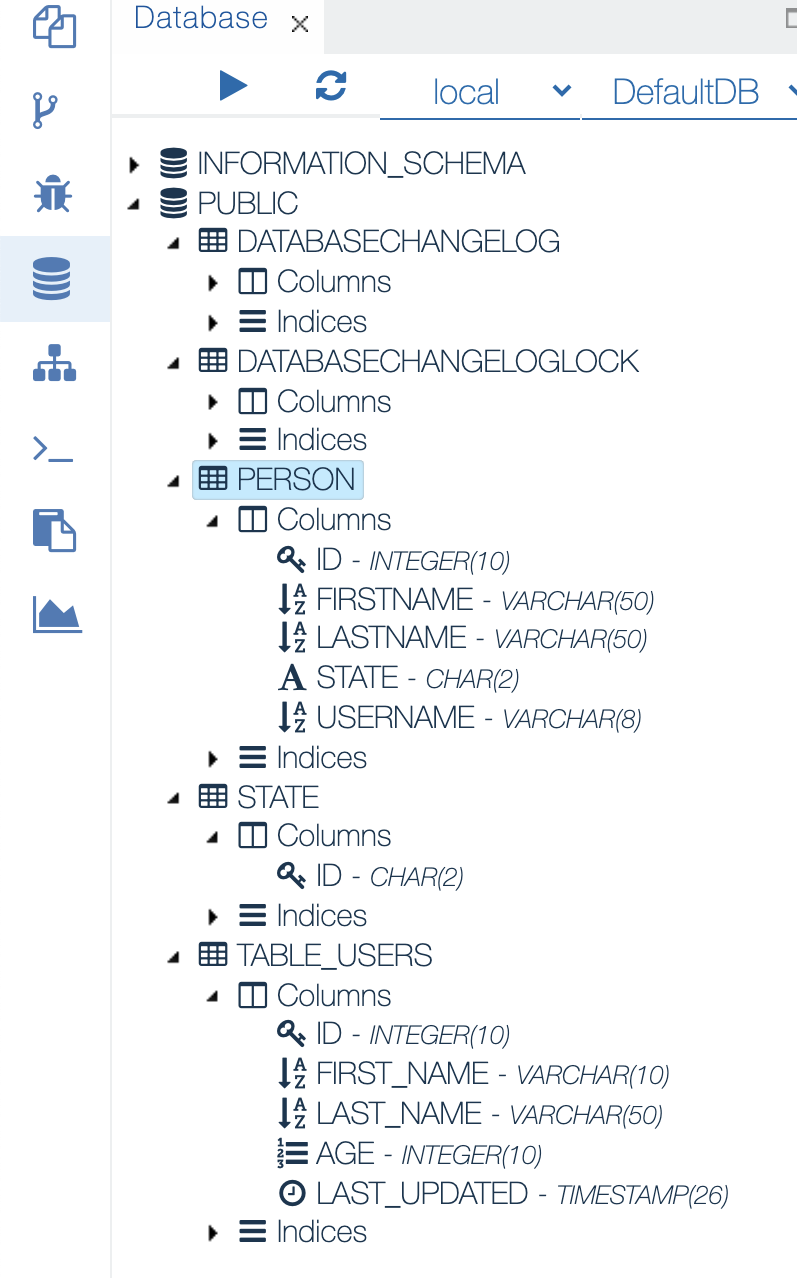 Database
local DefaultDB
INFORMATION_SCHEMA
PUBLIC
DATABASECHANGELOG
Columns
Indices
DATABASECHANGELOGLOCK
Columns
Indices
PERSON
Columns
ID - INTEGER(10)
FIRSTNAME - VARCHAR(50)
LASTNAME - VARCHAR(50)
STATE - CHAR(2)
USERNAME - VARCHAR(8)
Indices
STATE
Columns
ID - CHAR(2)
Indices
TABLE_USERS
Columns
ID - INTEGER(10)
FIRST_NAME - VARCHAR(10)
LAST_NAME - VARCHAR(50)
AGE - INTEGER(10)
LAST_UPDATED - TIMESTAMP(26)
Indices